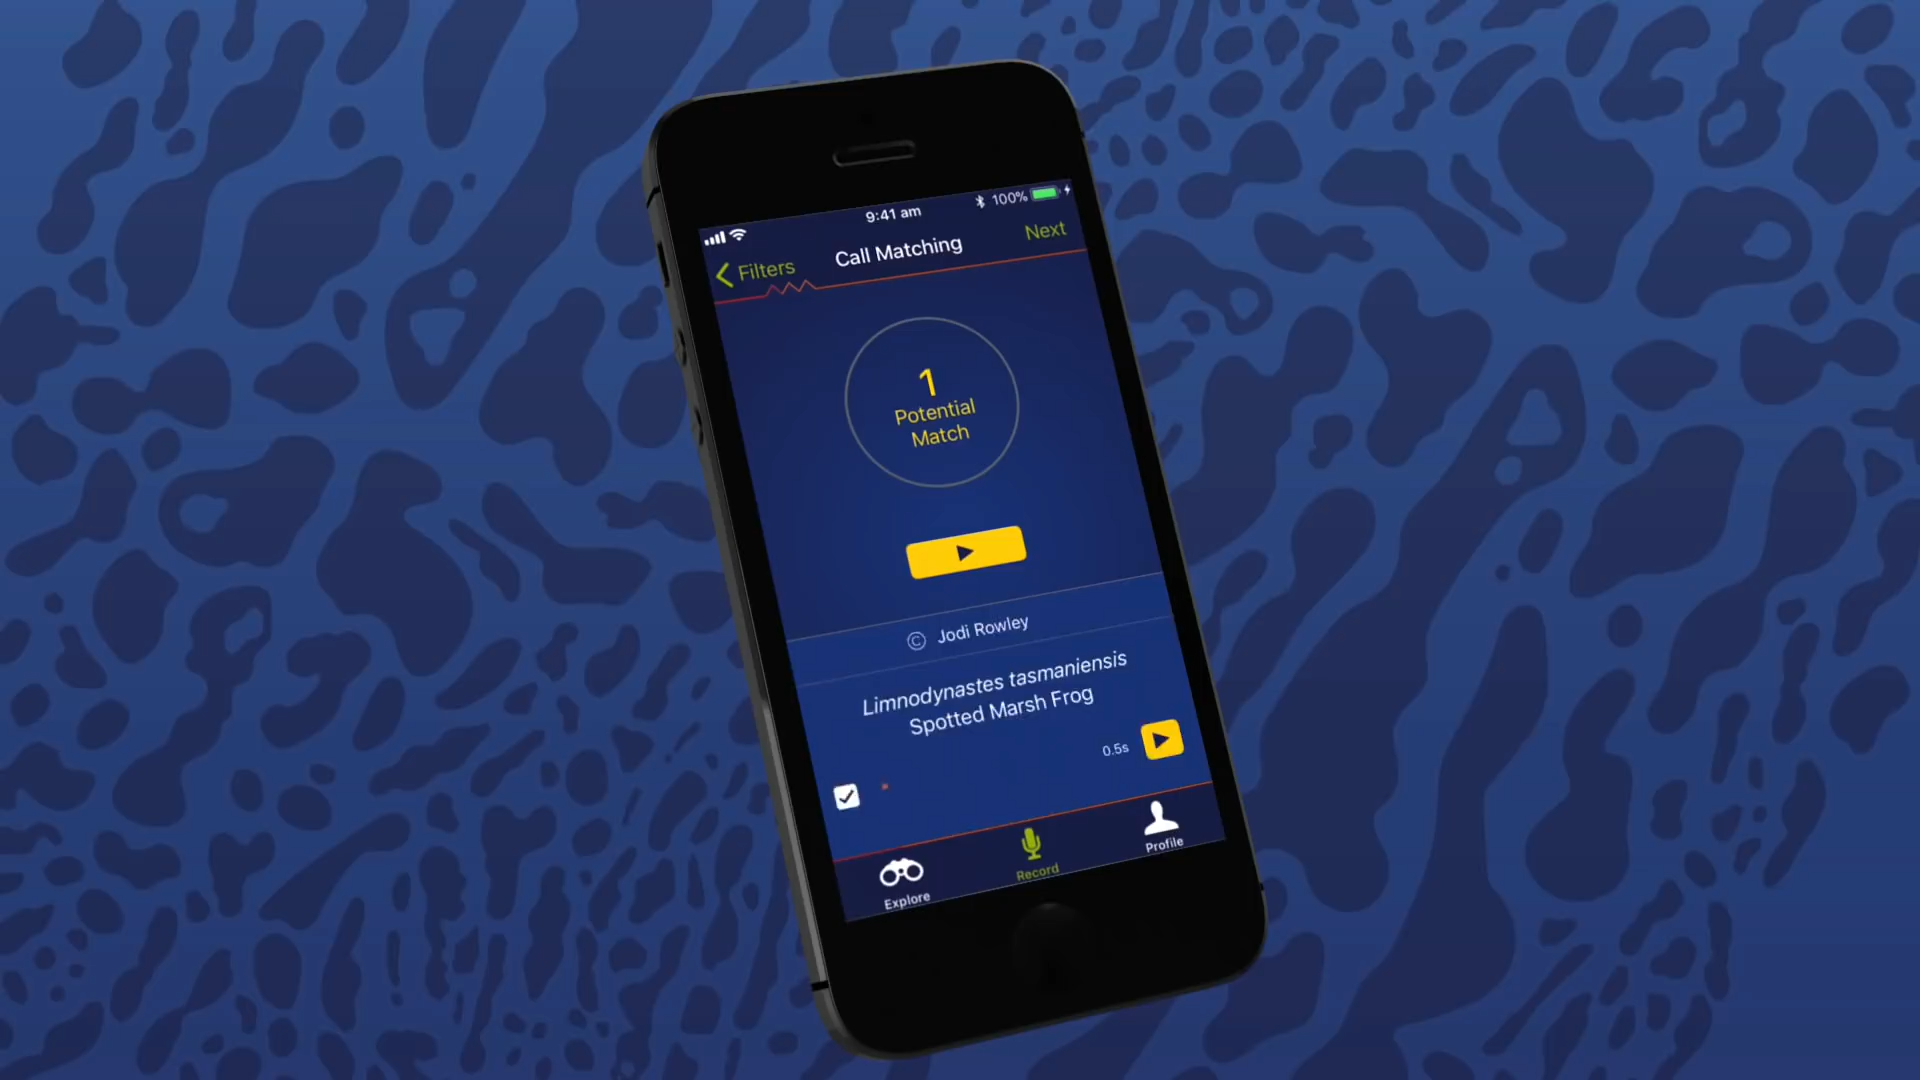 9:41 am
100%
Filters
Call Matching
Next
1
Potential
Match
© Jodi Rowley
Limnodynastes tasmaniensis
Spotted Marsh Frog
0.5s
Explore
Record
Profile